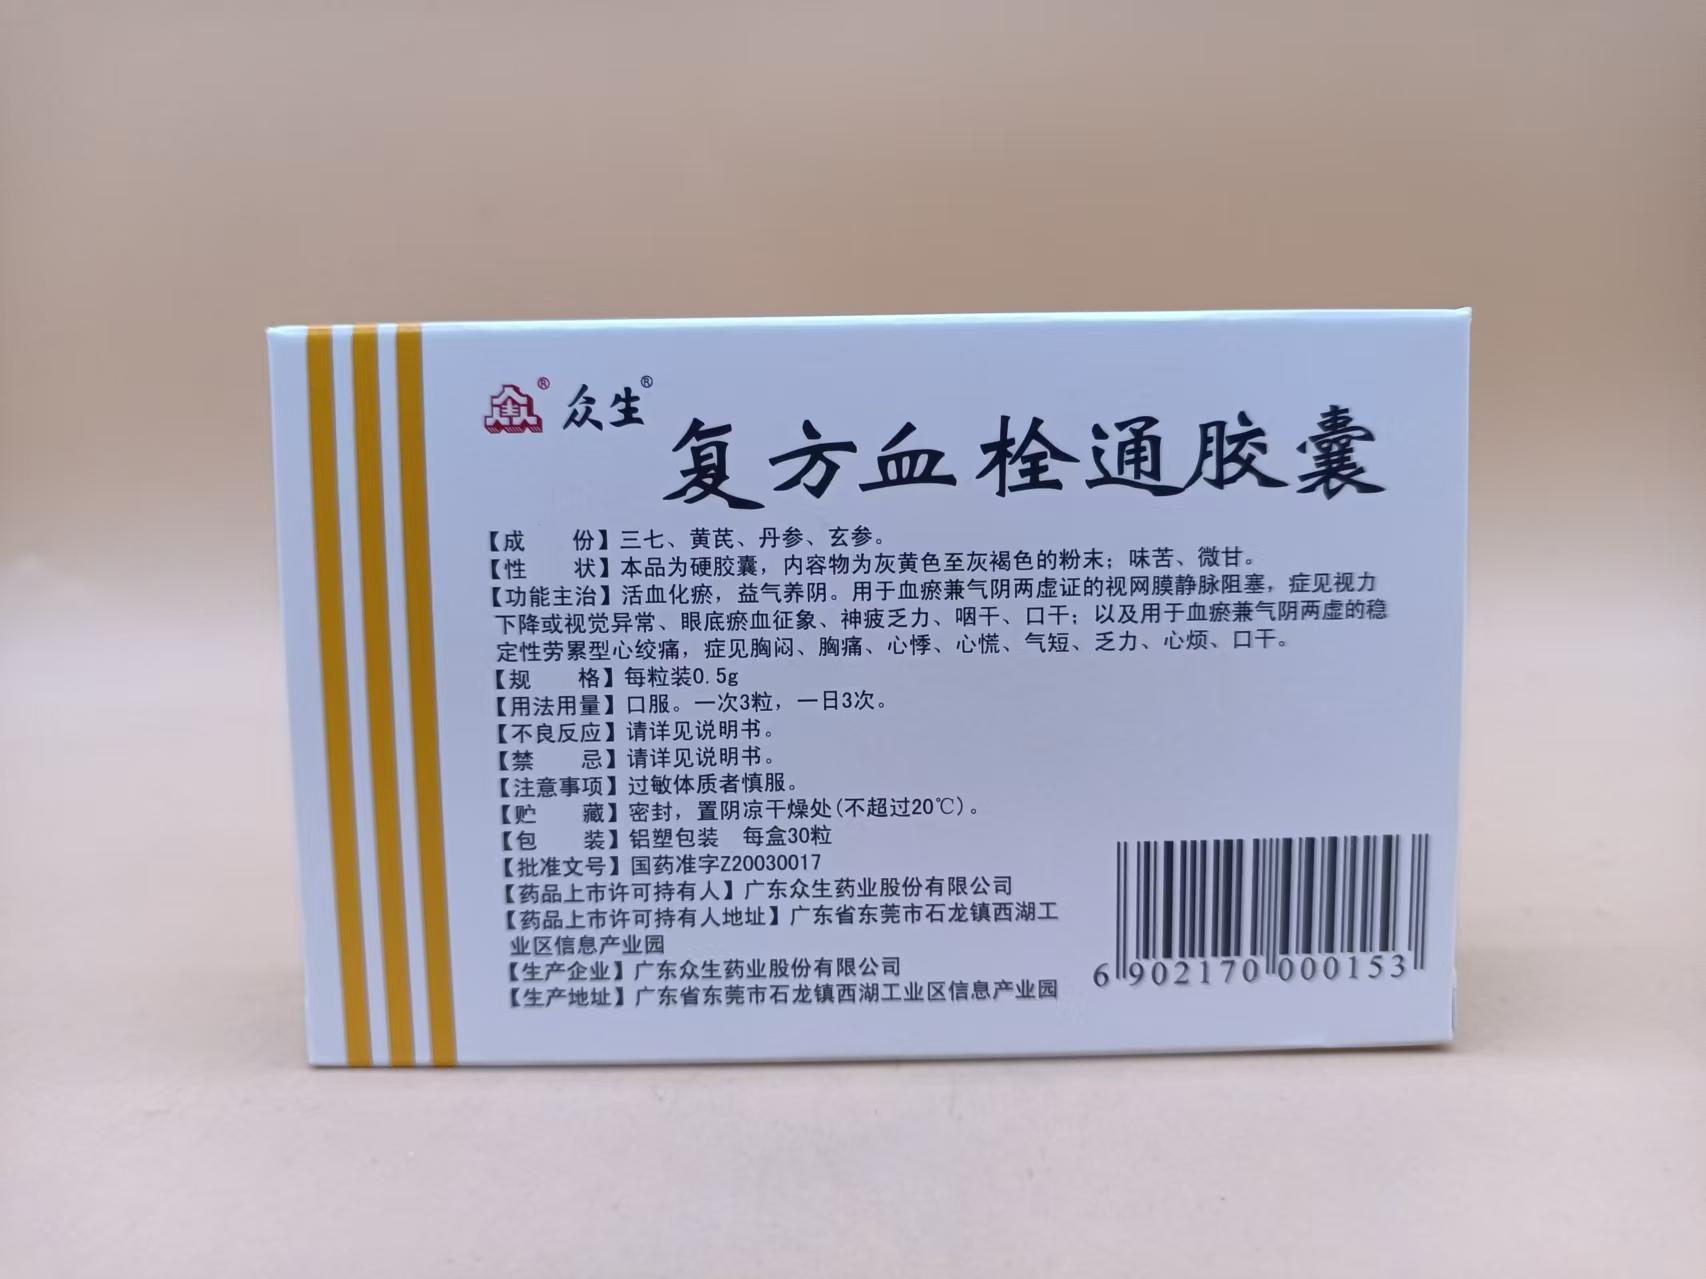 众生®
复方血栓通胶囊
【成　份】三七、黄芪、丹参、玄参。
【性　状】本品为硬胶囊，内容物为灰黄色至灰褐色的粉末；味苦、微甘。
【功能主治】活血化瘀，益气养阴。用于血瘀兼气阴两虚证的视网膜静脉阻塞，症见视力
下降或视觉异常、眼底瘀血征象、神疲乏力、咽干、口干；以及用于血瘀兼气阴两虚的稳
定性劳累型心绞痛，症见胸闷、胸痛、心悸、心慌、气短、乏力、心烦、口干。
【规　格】每粒装0.5g
【用法用量】口服。一次3粒，一日3次。
【不良反应】请详见说明书。
【禁　忌】请详见说明书。
【注意事项】过敏体质者慎服。
【贮　藏】密封，置阴凉干燥处(不超过20℃)。
【包　装】铝塑包装　每盒30粒
【批准文号】国药准字Z20030017
【药品上市许可持有人】广东众生药业股份有限公司
【药品上市许可持有人地址】广东省东莞市石龙镇西湖工
业区信息产业园
【生产企业】广东众生药业股份有限公司
【生产地址】广东省东莞市石龙镇西湖工业区信息产业园
6 902170 000153